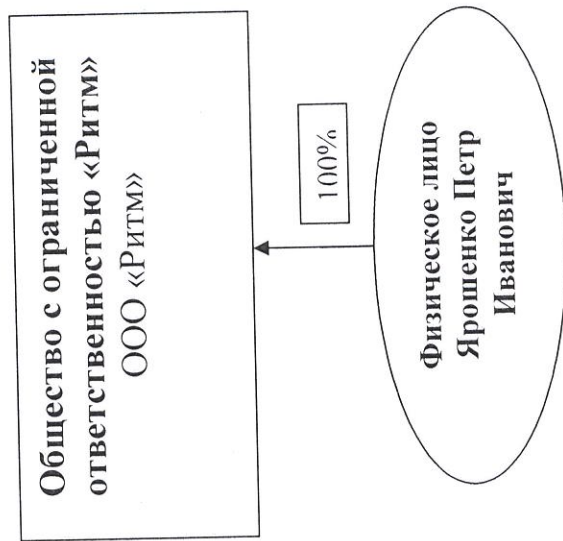 Общество с ограниченной
ответственностью «Ритм»
ООО «Ритм»
100%
Физическое лицо
Ярошенко Петр
Иванович